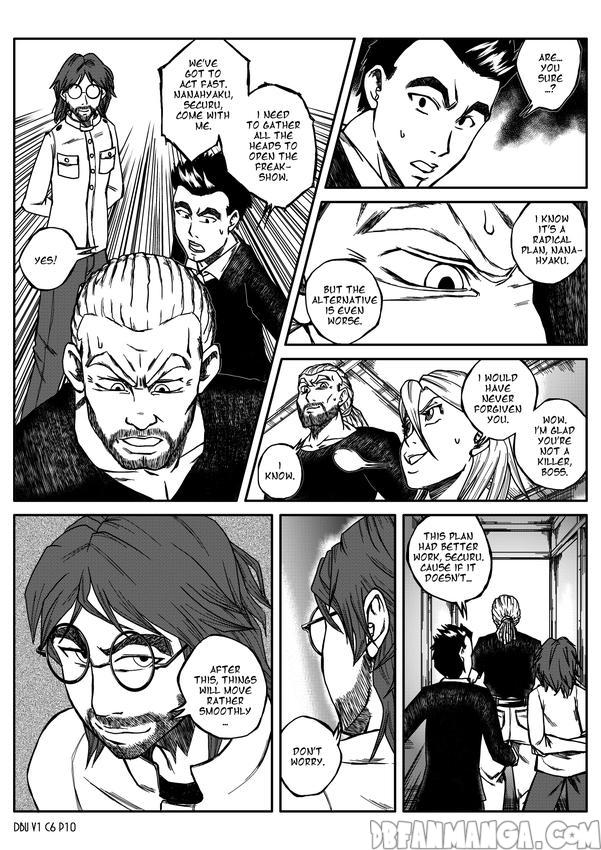 WE'VE
GOT TO
ACT FAST.
NANAHYAKU,
SECURU,
COME WITH
ME.
I NEED
TO GATHER
ALL THE
HEADS TO
OPEN THE
FREAK-
SHOW.
YES!
ARE...
YOU
SURE
...?
I KNOW
IT'S A
RADICAL
PLAN, NANA-
HYAKU.
BUT THE
ALTERNATIVE
IS EVEN
WORSE.
I WOULD
HAVE
NEVER
FORGIVEN
YOU.
WOW.
I'M GLAD
YOU'RE
NOT A
KILLER,
BOSS.
I
KNOW.
AFTER
THIS, THINGS
WILL MOVE
RATHER
SMOOTHLY
...
DON'T
WORRY.
THIS PLAN
HAD BETTER
WORK, SECURU.
CAUSE IF IT
DOESN'T...
DBU V1 C6 P10
DBFANMANGA.COM